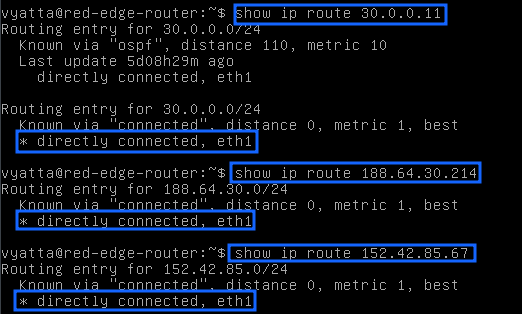 vyatta@red-edge-router:~$ show ip route 30.0.0.11
Routing entry for 30.0.0.0/24
Known via "ospf", distance 110, metric 10
Last update 5d08h29m ago
directly connected, eth1
Routing entry for 30.0.0.0/24
Known via "connected", distance 0, metric 1, best
* directly connected, eth1
vyatta@red-edge-router:~$ show ip route 188.64.30.214
Routing entry for 188.64.30.0/24
Known via "connected", distance 0, metric 1, best
* directly connected, eth1
vyatta@red-edge-router:~$ show ip route 152.42.85.67
Routing entry for 152.42.85.0/24
Known via "connected", distance 0, metric 1, best
* directly connected, eth1